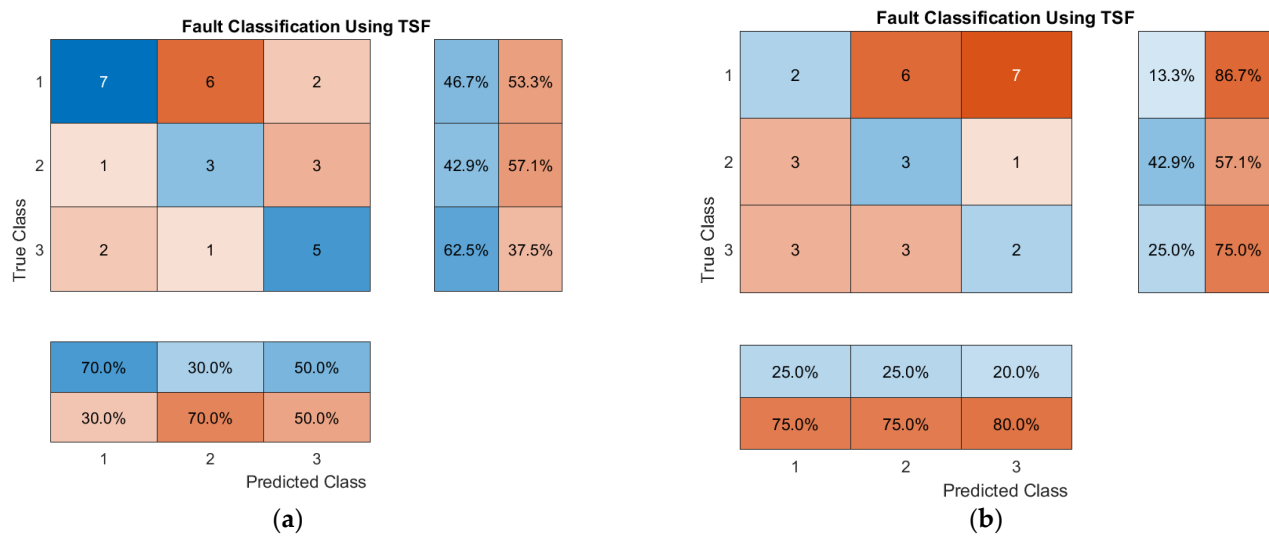 Fault Classification Using TSF
1 7 6 2 46.7% 53.3%
2 1 3 3 42.9% 57.1%
3 2 1 5 62.5% 37.5%
True Class
70.0% 30.0% 50.0%
30.0% 70.0% 50.0%
1 2 3
Predicted Class
(a)
Fault Classification Using TSF
1 2 6 7 13.3% 86.7%
2 3 3 1 42.9% 57.1%
3 3 3 2 25.0% 75.0%
True Class
25.0% 25.0% 20.0%
75.0% 75.0% 80.0%
1 2 3
Predicted Class
(b)